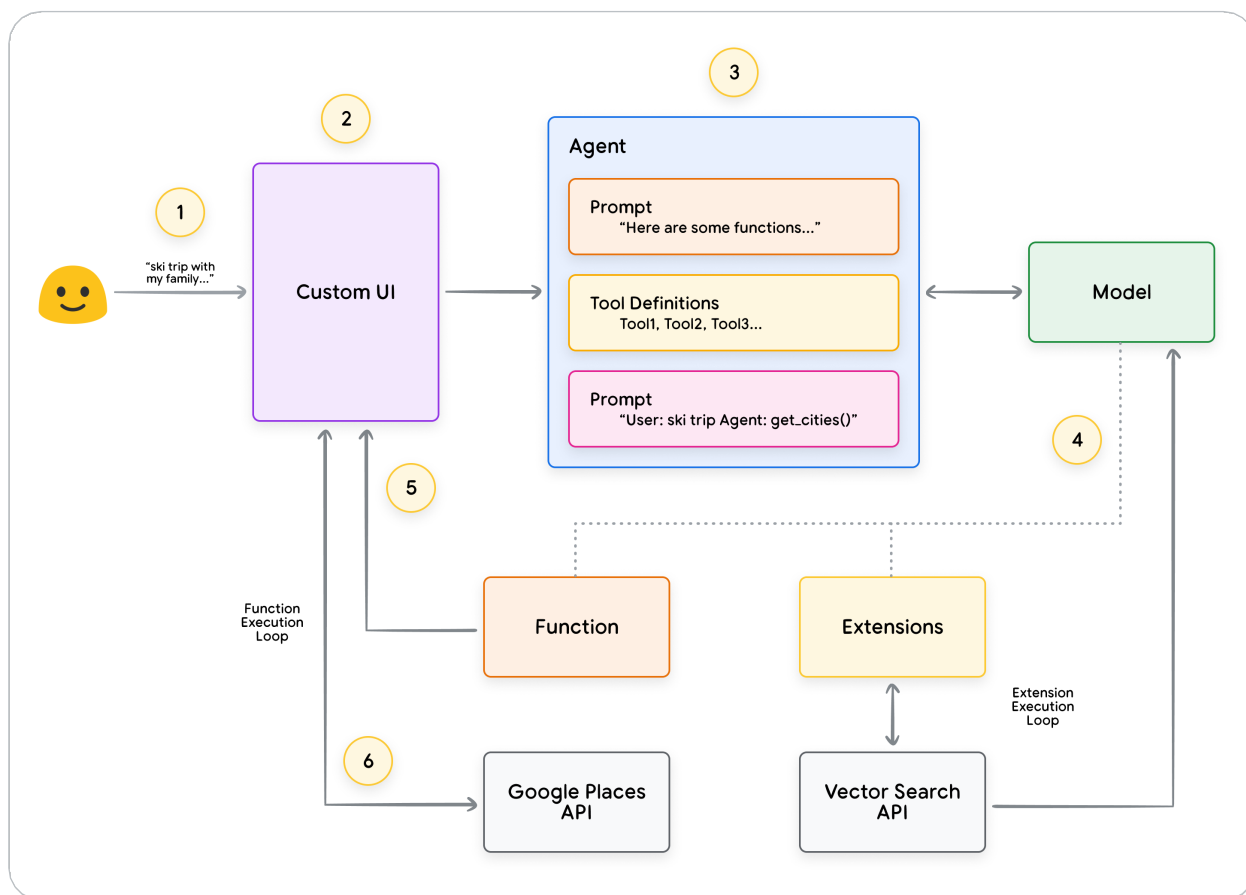 3
2
Agent
1
Prompt
“Here are some functions...”
“ski trip with
my family...”
Custom UI
Tool Definitions
Tool1, Tool2, Tool3...
Model
Prompt
“User: ski trip Agent: get_cities()”
4
5
Function
Execution
Loop
Function
Extensions
Extension
Execution
Loop
6
Google Places
API
Vector Search
API